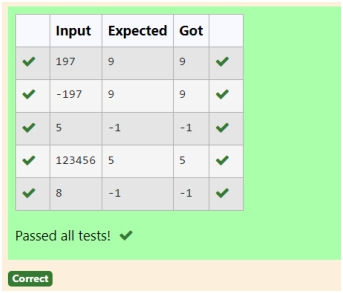 Input Expected Got
197 9 9
-197 9 9
5 -1 -1
123456 5 5
8 -1 -1
Passed all tests!
Correct